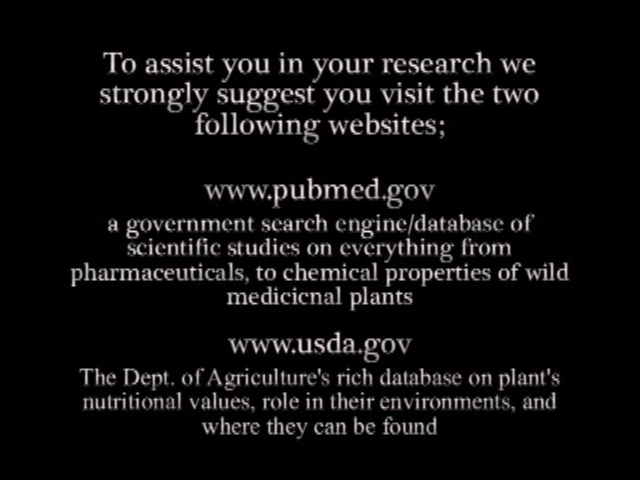 To assist you in your research we
strongly suggest you visit the two
following websites;
www.pubmed.gov
a government search engine/database of
scientific studies on everything from
pharmaceuticals, to chemical properties of wild
medicicnal plants
www.usda.gov
The Dept. of Agriculture's rich database on plant's
nutritional values, role in their environments, and
where they can be found